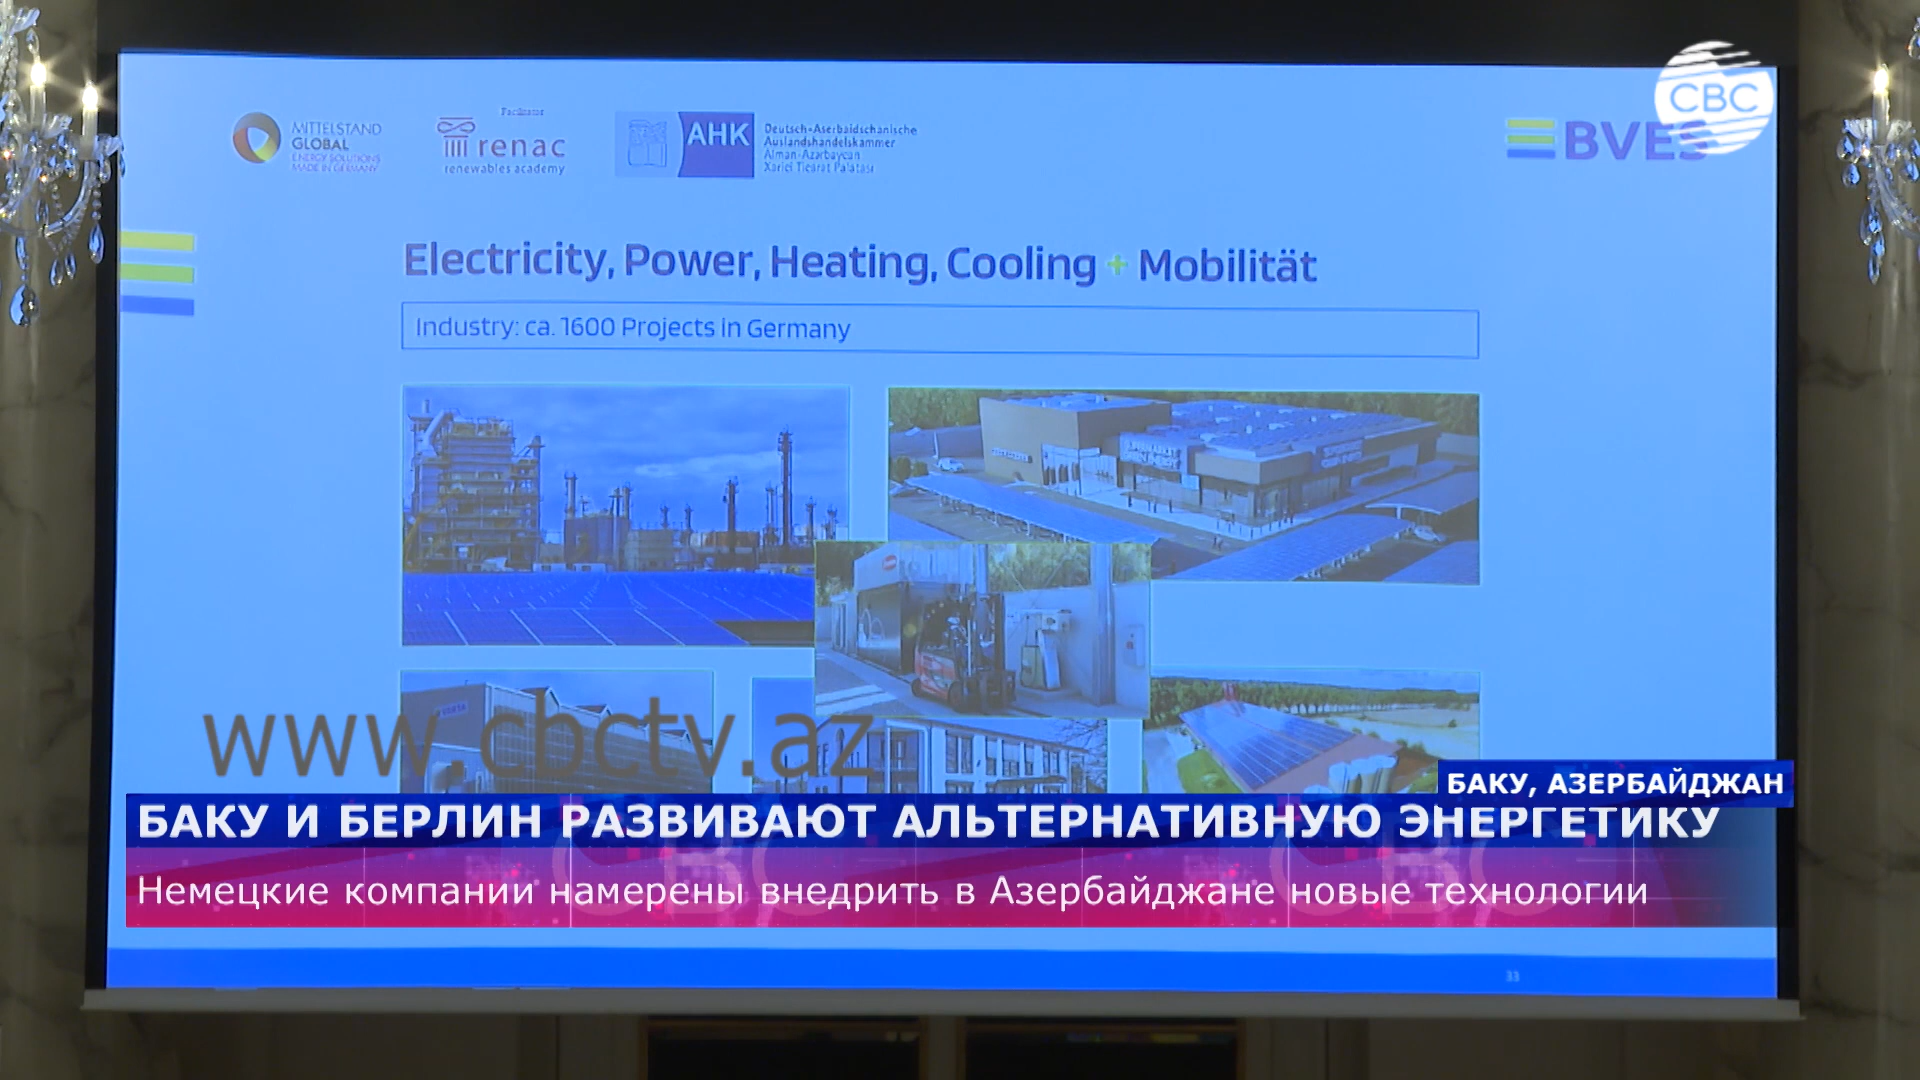 CBC
MITTELSTAND
GLOBAL
ENERGY SOLUTIONS
MADE IN GERMANY
Facilitator
renac
renewables academy
AHK
Deutsch-Aserbaidschanische
Auslandshandelskammer
Alman-Azərbaycan
Xarici Ticarət Palatası
BVES
Electricity, Power, Heating, Cooling + Mobilität
Industry: ca. 1600 Projects in Germany
www.cbctv.az
БАКУ, АЗЕРБАЙДЖАН
БАКУ И БЕРЛИН РАЗВИВАЮТ АЛЬТЕРНАТИВНУЮ ЭНЕРГЕТИКУ
Немецкие компании намерены внедрить в Азербайджане новые технологии
33